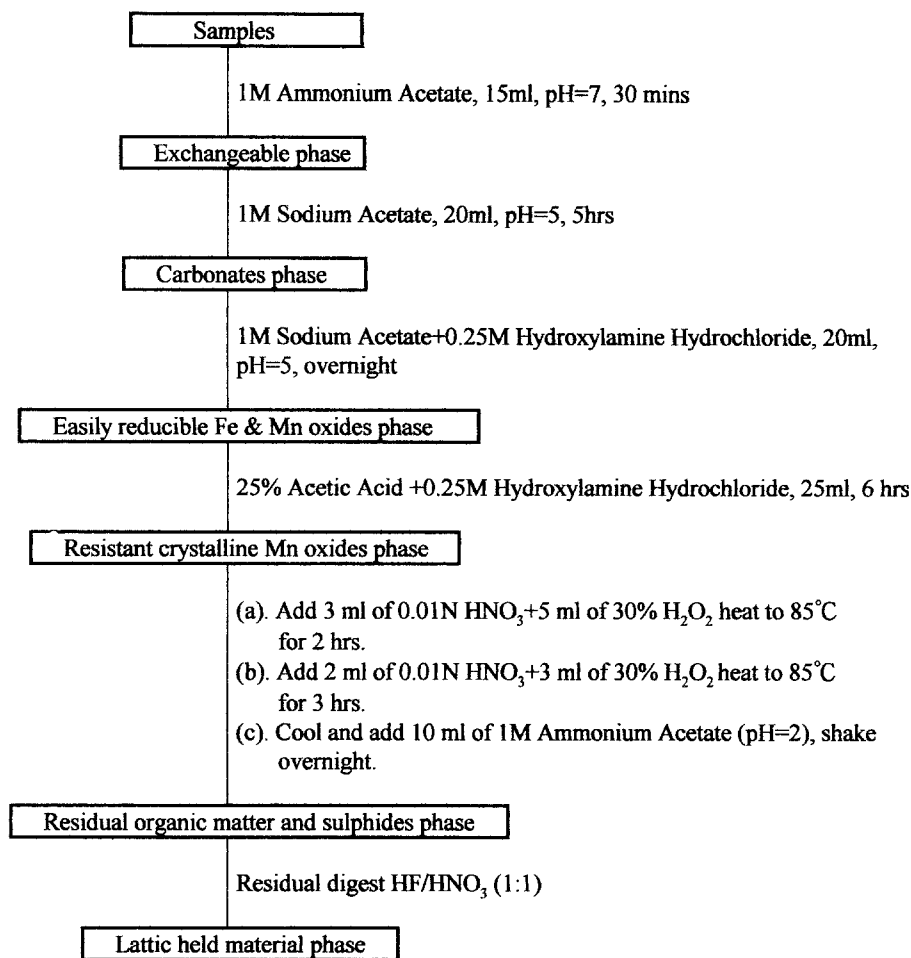 Samples
1M Ammonium Acetate, 15ml, pH=7, 30 mins
Exchangeable phase
1M Sodium Acetate, 20ml, pH=5, 5hrs
Carbonates phase
1M Sodium Acetate+0.25M Hydroxylamine Hydrochloride, 20ml,
pH=5, overnight
Easily reducible Fe & Mn oxides phase
25% Acetic Acid +0.25M Hydroxylamine Hydrochloride, 25ml, 6 hrs
Resistant crystalline Mn oxides phase
(a). Add 3 ml of 0.01N HNO₃+5 ml of 30% H₂O₂ heat to 85°C
for 2 hrs.
(b). Add 2 ml of 0.01N HNO₃+3 ml of 30% H₂O₂ heat to 85°C
for 3 hrs.
(c). Cool and add 10 ml of 1M Ammonium Acetate (pH=2), shake
overnight.
Residual organic matter and sulphides phase
Residual digest HF/HNO₃ (1:1)
Lattic held material phase